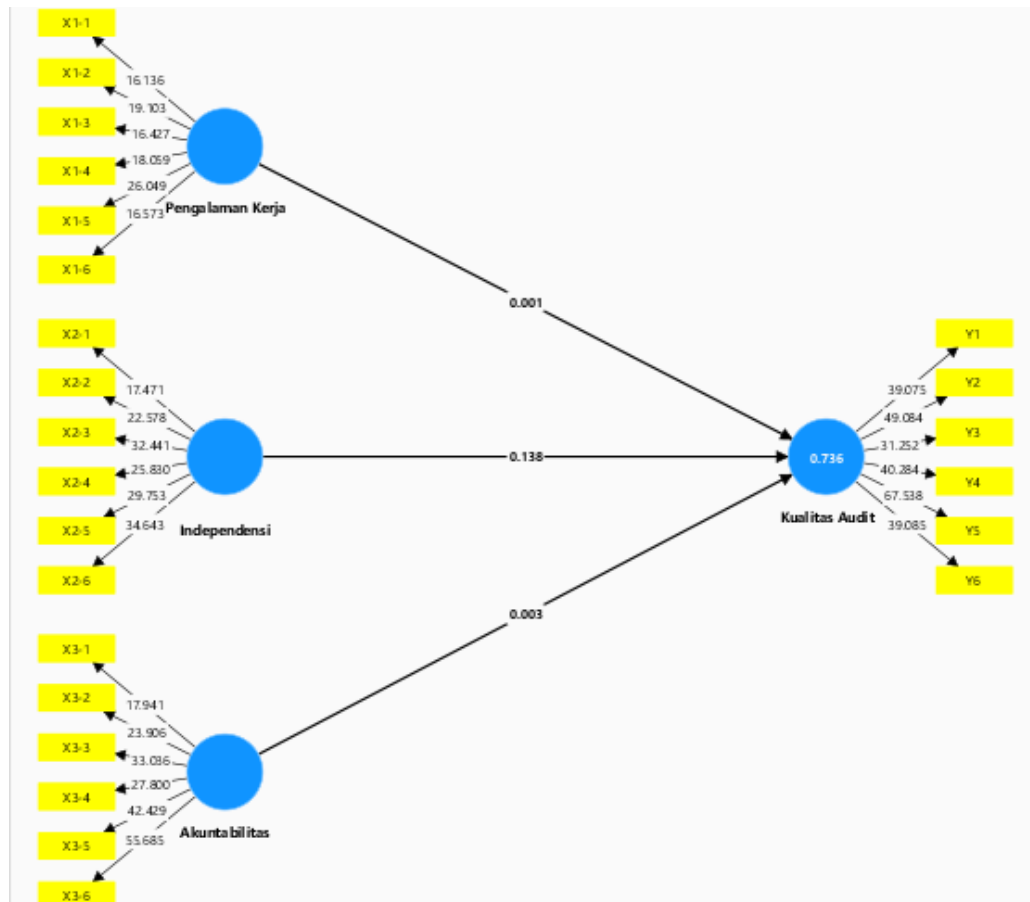 X1-1
X1-2
X1-3
X1-4
X1-5
X1-6
16.136
19.103
16.427
18.059
26.049
16.573
Pengalaman Kerja
0.001
X2-1
X2-2
X2-3
X2-4
X2-5
X2-6
17.471
22.578
32.441
25.830
29.753
34.643
Independensi
0.138
X3-1
X3-2
X3-3
X3-4
X3-5
X3-6
17.941
23.906
33.036
27.800
42.429
55.685
Akuntabilitas
0.003
0.736
Kualitas Audit
39.075
49.084
31.252
40.284
67.538
39.085
Y1
Y2
Y3
Y4
Y5
Y6